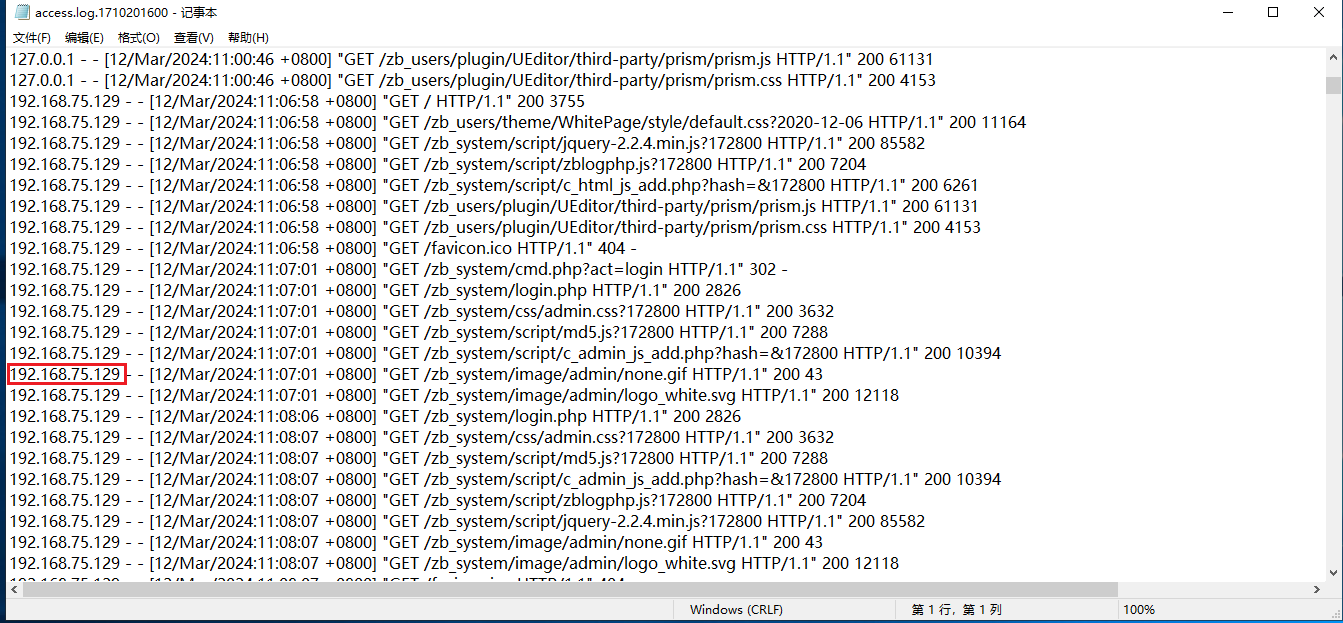 access.log.1710201600 - 记事本
文件(F) 编辑(E) 格式(O) 查看(V) 帮助(H)
127.0.0.1 - - [12/Mar/2024:11:00:46 +0800] "GET /zb_users/plugin/UEditor/third-party/prism/prism.js HTTP/1.1" 200 61131
127.0.0.1 - - [12/Mar/2024:11:00:46 +0800] "GET /zb_users/plugin/UEditor/third-party/prism/prism.css HTTP/1.1" 200 4153
192.168.75.129 - - [12/Mar/2024:11:06:58 +0800] "GET / HTTP/1.1" 200 3755
192.168.75.129 - - [12/Mar/2024:11:06:58 +0800] "GET /zb_users/theme/WhitePage/style/default.css?2020-12-06 HTTP/1.1" 200 11164
192.168.75.129 - - [12/Mar/2024:11:06:58 +0800] "GET /zb_system/script/jquery-2.2.4.min.js?172800 HTTP/1.1" 200 85582
192.168.75.129 - - [12/Mar/2024:11:06:58 +0800] "GET /zb_system/script/zblogphp.js?172800 HTTP/1.1" 200 7204
192.168.75.129 - - [12/Mar/2024:11:06:58 +0800] "GET /zb_system/script/c_html_js_add.php?hash=&172800 HTTP/1.1" 200 6261
192.168.75.129 - - [12/Mar/2024:11:06:58 +0800] "GET /zb_users/plugin/UEditor/third-party/prism/prism.js HTTP/1.1" 200 61131
192.168.75.129 - - [12/Mar/2024:11:06:58 +0800] "GET /zb_users/plugin/UEditor/third-party/prism/prism.css HTTP/1.1" 200 4153
192.168.75.129 - - [12/Mar/2024:11:06:58 +0800] "GET /favicon.ico HTTP/1.1" 404 -
192.168.75.129 - - [12/Mar/2024:11:07:01 +0800] "GET /zb_system/cmd.php?act=login HTTP/1.1" 302 -
192.168.75.129 - - [12/Mar/2024:11:07:01 +0800] "GET /zb_system/login.php HTTP/1.1" 200 2826
192.168.75.129 - - [12/Mar/2024:11:07:01 +0800] "GET /zb_system/css/admin.css?172800 HTTP/1.1" 200 3632
192.168.75.129 - - [12/Mar/2024:11:07:01 +0800] "GET /zb_system/script/md5.js?172800 HTTP/1.1" 200 7288
192.168.75.129 - - [12/Mar/2024:11:07:01 +0800] "GET /zb_system/script/c_admin_js_add.php?hash=&172800 HTTP/1.1" 200 10394
192.168.75.129 - - [12/Mar/2024:11:07:01 +0800] "GET /zb_system/image/admin/none.gif HTTP/1.1" 200 43
192.168.75.129 - - [12/Mar/2024:11:07:01 +0800] "GET /zb_system/image/admin/logo_white.svg HTTP/1.1" 200 12118
192.168.75.129 - - [12/Mar/2024:11:08:06 +0800] "GET /zb_system/login.php HTTP/1.1" 200 2826
192.168.75.129 - - [12/Mar/2024:11:08:07 +0800] "GET /zb_system/css/admin.css?172800 HTTP/1.1" 200 3632
192.168.75.129 - - [12/Mar/2024:11:08:07 +0800] "GET /zb_system/script/md5.js?172800 HTTP/1.1" 200 7288
192.168.75.129 - - [12/Mar/2024:11:08:07 +0800] "GET /zb_system/script/c_admin_js_add.php?hash=&172800 HTTP/1.1" 200 10394
192.168.75.129 - - [12/Mar/2024:11:08:07 +0800] "GET /zb_system/script/zblogphp.js?172800 HTTP/1.1" 200 7204
192.168.75.129 - - [12/Mar/2024:11:08:07 +0800] "GET /zb_system/script/jquery-2.2.4.min.js?172800 HTTP/1.1" 200 85582
192.168.75.129 - - [12/Mar/2024:11:08:07 +0800] "GET /zb_system/image/admin/none.gif HTTP/1.1" 200 43
192.168.75.129 - - [12/Mar/2024:11:08:07 +0800] "GET /zb_system/image/admin/logo_white.svg HTTP/1.1" 200 12118
Windows (CRLF) 第 1 行，第 1 列 100%